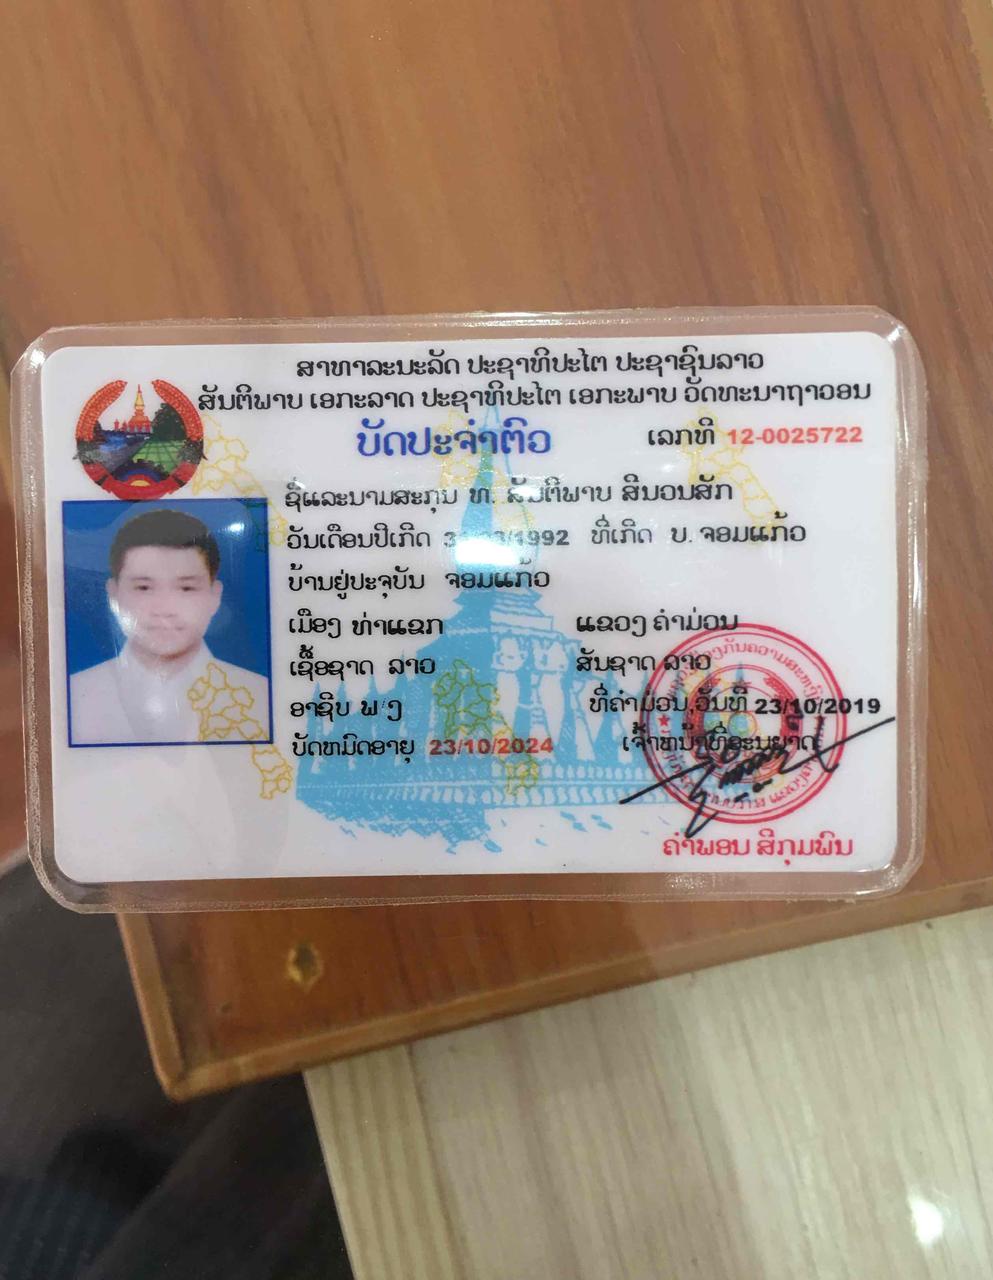 ສາທາລະນະລັດ ປະຊາທິປະໄຕ ປະຊາຊົນລາວ
ສັນຕິພາບ ເອກະລາດ ປະຊາທິປະໄຕ ເອກະພາບ ວັດທະນາຖາວອນ
ບັດປະຈຳຕົວ ເລກທີ 12-0025722
ຊື່ແລະນາມສະກຸນ ທ. ສັນຕິພາບ ສີນອນສັກ
ວັນເດືອນປີເກີດ /1992 ທີ່ເກີດ ບ. ຈອມແກ້ວ
ບ້ານຢູ່ປະຈຸບັນ ຈອມແກ້ວ
ເມືອງ ທ່າແຂກ ແຂວງ ຄຳມ່ວນ
ເຊື້ອຊາດ ລາວ ສັນຊາດ ລາວ
ອາຊີບ ພ/ງ ທີ່ຄຳມ່ວນ,ວັນທີ 23/10/2019
ບັດຫມົດອາຍຸ 23/10/2024 ເຈົ້າຫນ້າທີ່ອະນຸຍາດ
ຄຳພອນ ສີກຸມພົນ